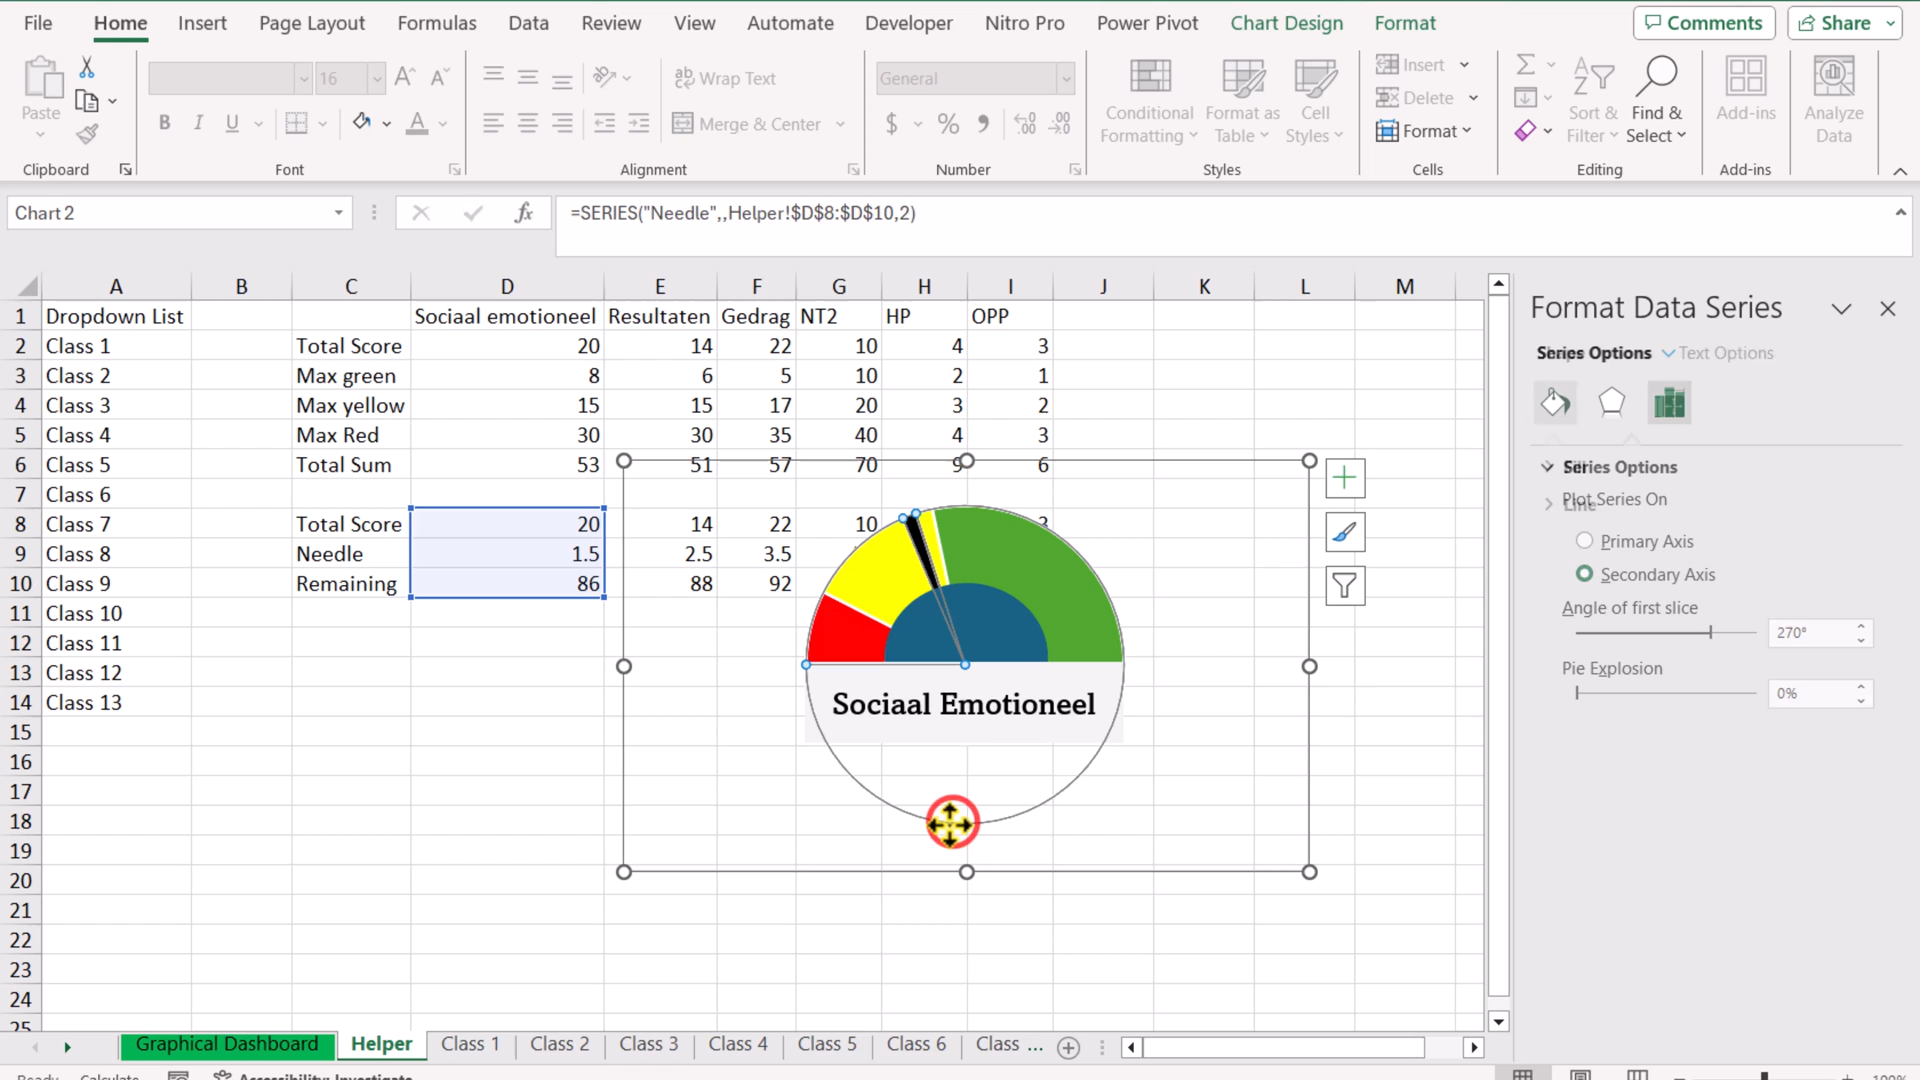 File Home Insert Page Layout Formulas Data Review View Automate Developer Nitro Pro Power Pivot Chart Design Format Comments Share
Paste 16 Wrap Text General Conditional Formatting Format as Table Cell Styles Insert Sort & Filter Find & Select Add-ins Analyze Data
Delete
B I U Merge & Center $ % Format
Clipboard Font Alignment Number Styles Cells Editing Add-ins
Chart 2 fx =SERIES("Needle",,Helper!$D$8:$D$10,2)
A B C D E F G H I J K L M
1 Dropdown List Sociaal emotioneel Resultaten Gedrag NT2 HP OPP
2 Class 1 Total Score 20 14 22 10 4 3
3 Class 2 Max green 8 6 5 10 2 1
4 Class 3 Max yellow 15 15 17 20 3 2
5 Class 4 Max Red 30 30 35 40 4 3
6 Class 5 Total Sum 53 51 57 70 9 6
7 Class 6
8 Class 7 Total Score 20 14 22 10 3
9 Class 8 Needle 1.5 2.5 3.5
10 Class 9 Remaining 86 88 92
11 Class 10
12 Class 11
13 Class 12
14 Class 13
15
16
17
18
19
20
21
22
23
24
25
Sociaal Emotioneel
Format Data Series
Series Options Text Options
Series Options
Plot Series On
Line
Primary Axis
Secondary Axis
Angle of first slice
270°
Pie Explosion
0%
Graphical Dashboard Helper Class 1 Class 2 Class 3 Class 4 Class 5 Class 6 Class ...
Ready Calculate Accessibility: Investigate 100%